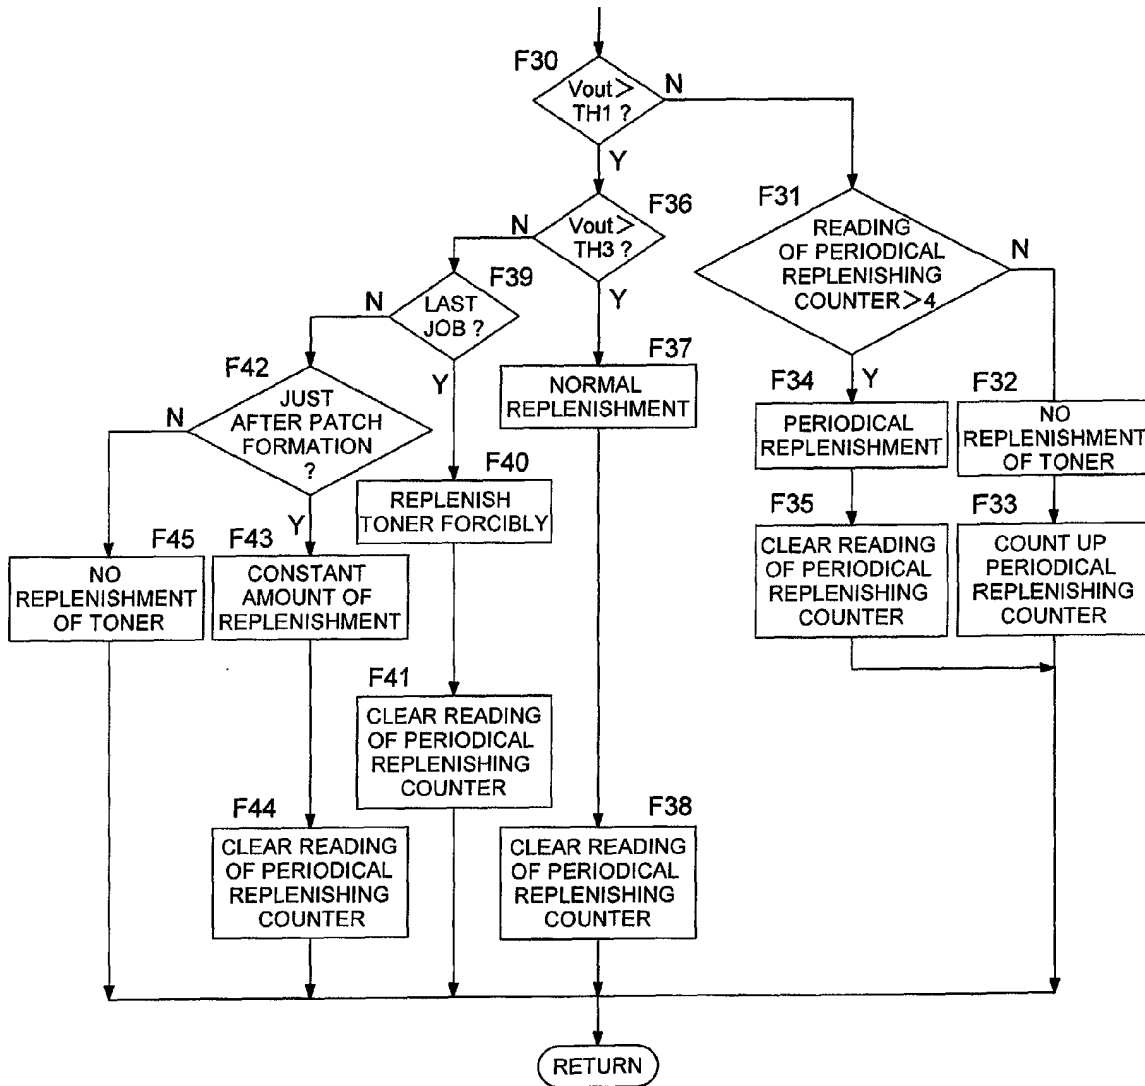 F30
Vout>
TH1 ?
N
Y
F36
Vout>
TH3 ?
N
Y
F31
READING
OF PERIODICAL
REPLENISHING
COUNTER>4
N
Y
F39
LAST
JOB ?
N
Y
F42
JUST
AFTER PATCH
FORMATION
?
N
Y
F37
NORMAL
REPLENISHMENT
F34
PERIODICAL
REPLENISHMENT
F32
NO
REPLENISHMENT
OF TONER
F40
REPLENISH
TONER FORCIBLY
F35
CLEAR READING
OF PERIODICAL
REPLENISHING
COUNTER
F33
COUNT UP
PERIODICAL
REPLENISHING
COUNTER
F45
NO
REPLENISHMENT
OF TONER
F43
CONSTANT
AMOUNT OF
REPLENISHMENT
F41
CLEAR READING
OF PERIODICAL
REPLENISHING
COUNTER
F44
CLEAR READING
OF PERIODICAL
REPLENISHING
COUNTER
F38
CLEAR READING
OF PERIODICAL
REPLENISHING
COUNTER
RETURN